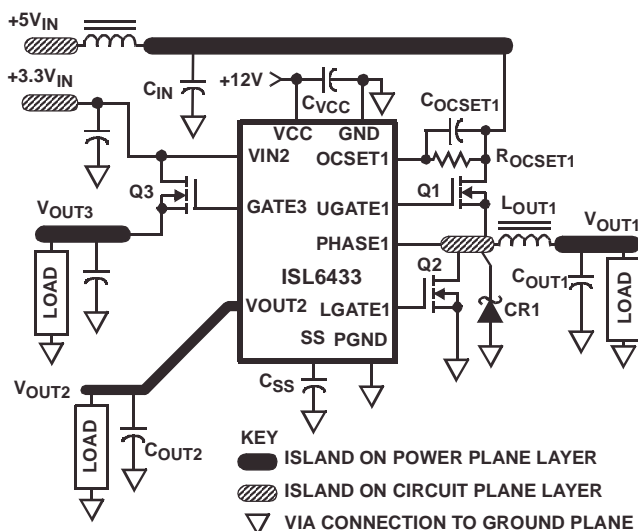 +5VIN
+3.3VIN
CIN
+12V
CVCC
COCSET1
VCC
GND
OCSET1
ROCSET1
VIN2
Q3
Q1
GATE3
UGATE1
LOUT1
VOUT3
VOUT1
PHASE1
LOAD
ISL6433
Q2
COUT1
LOAD
VOUT2
LGATE1
CR1
SS
PGND
CSS
VOUT2
LOAD
COUT2
KEY
ISLAND ON POWER PLANE LAYER
ISLAND ON CIRCUIT PLANE LAYER
VIA CONNECTION TO GROUND PLANE